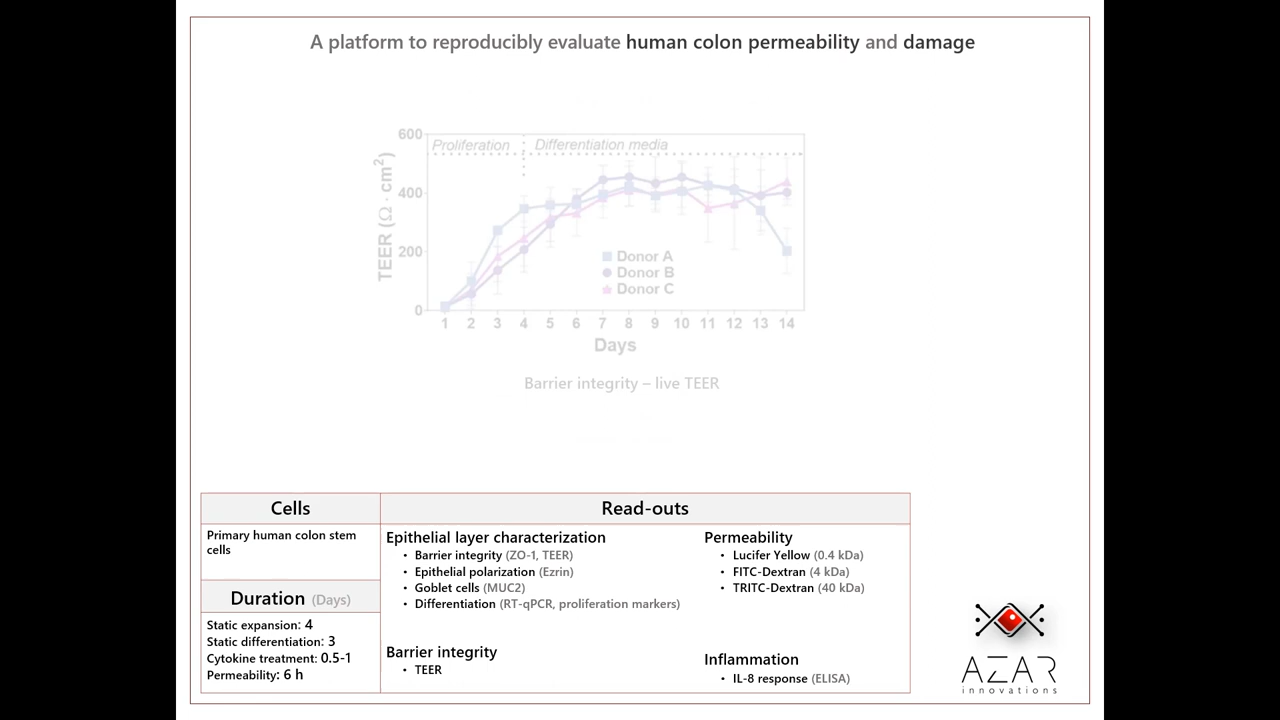 A platform to reproducibly evaluate human colon permeability and damage
600
Proliferation
Differentiation media
400
200
0
TEER (Ω · cm²)
Donor A
Donor B
Donor C
1 2 3 4 5 6 7 8 9 10 11 12 13 14
Days
Barrier integrity – live TEER
Cells
Primary human colon stem
cells
Duration (Days)
Static expansion: 4
Static differentiation: 3
Cytokine treatment: 0.5-1
Permeability: 6 h
Read-outs
Epithelial layer characterization
• Barrier integrity (ZO-1, TEER)
• Epithelial polarization (Ezrin)
• Goblet cells (MUC2)
• Differentiation (RT-qPCR, proliferation markers)
Barrier integrity
• TEER
Permeability
• Lucifer Yellow (0.4 kDa)
• FITC-Dextran (4 kDa)
• TRITC-Dextran (40 kDa)
Inflammation
• IL-8 response (ELISA)
AZAR
innovations